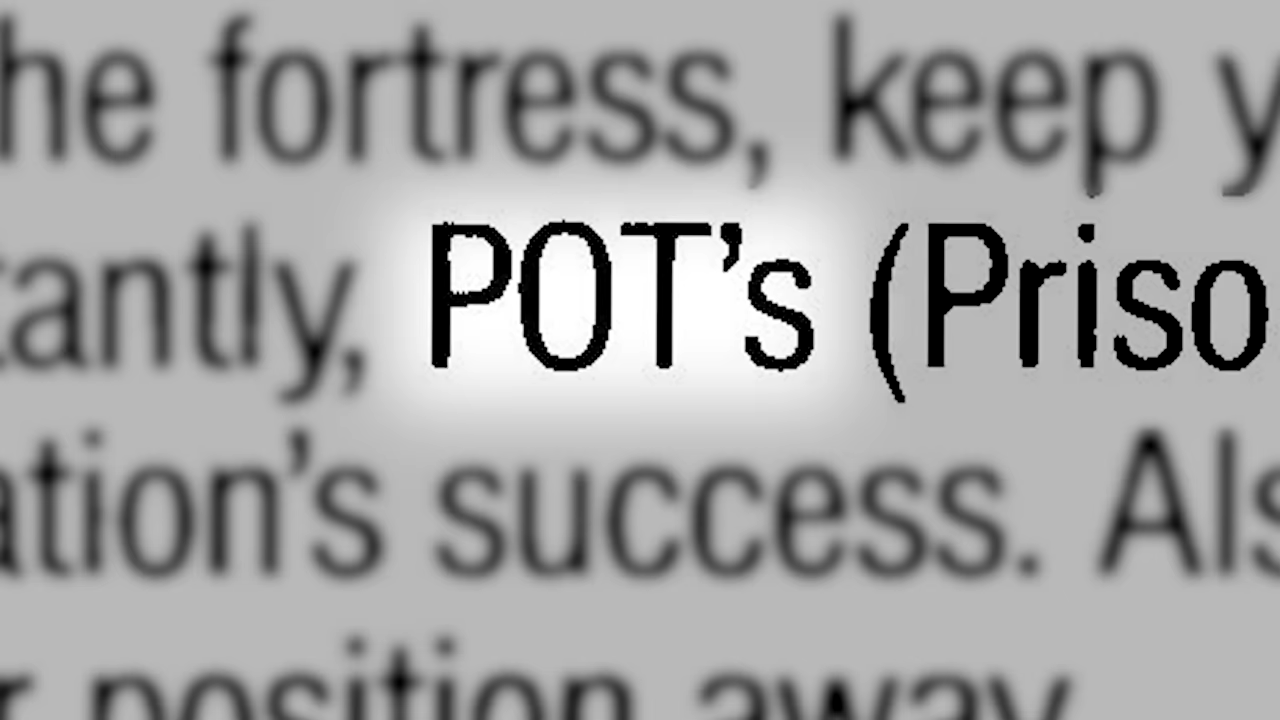 he fortress, keep y
tantly, POT's (Priso
ation's success. Als
r position away